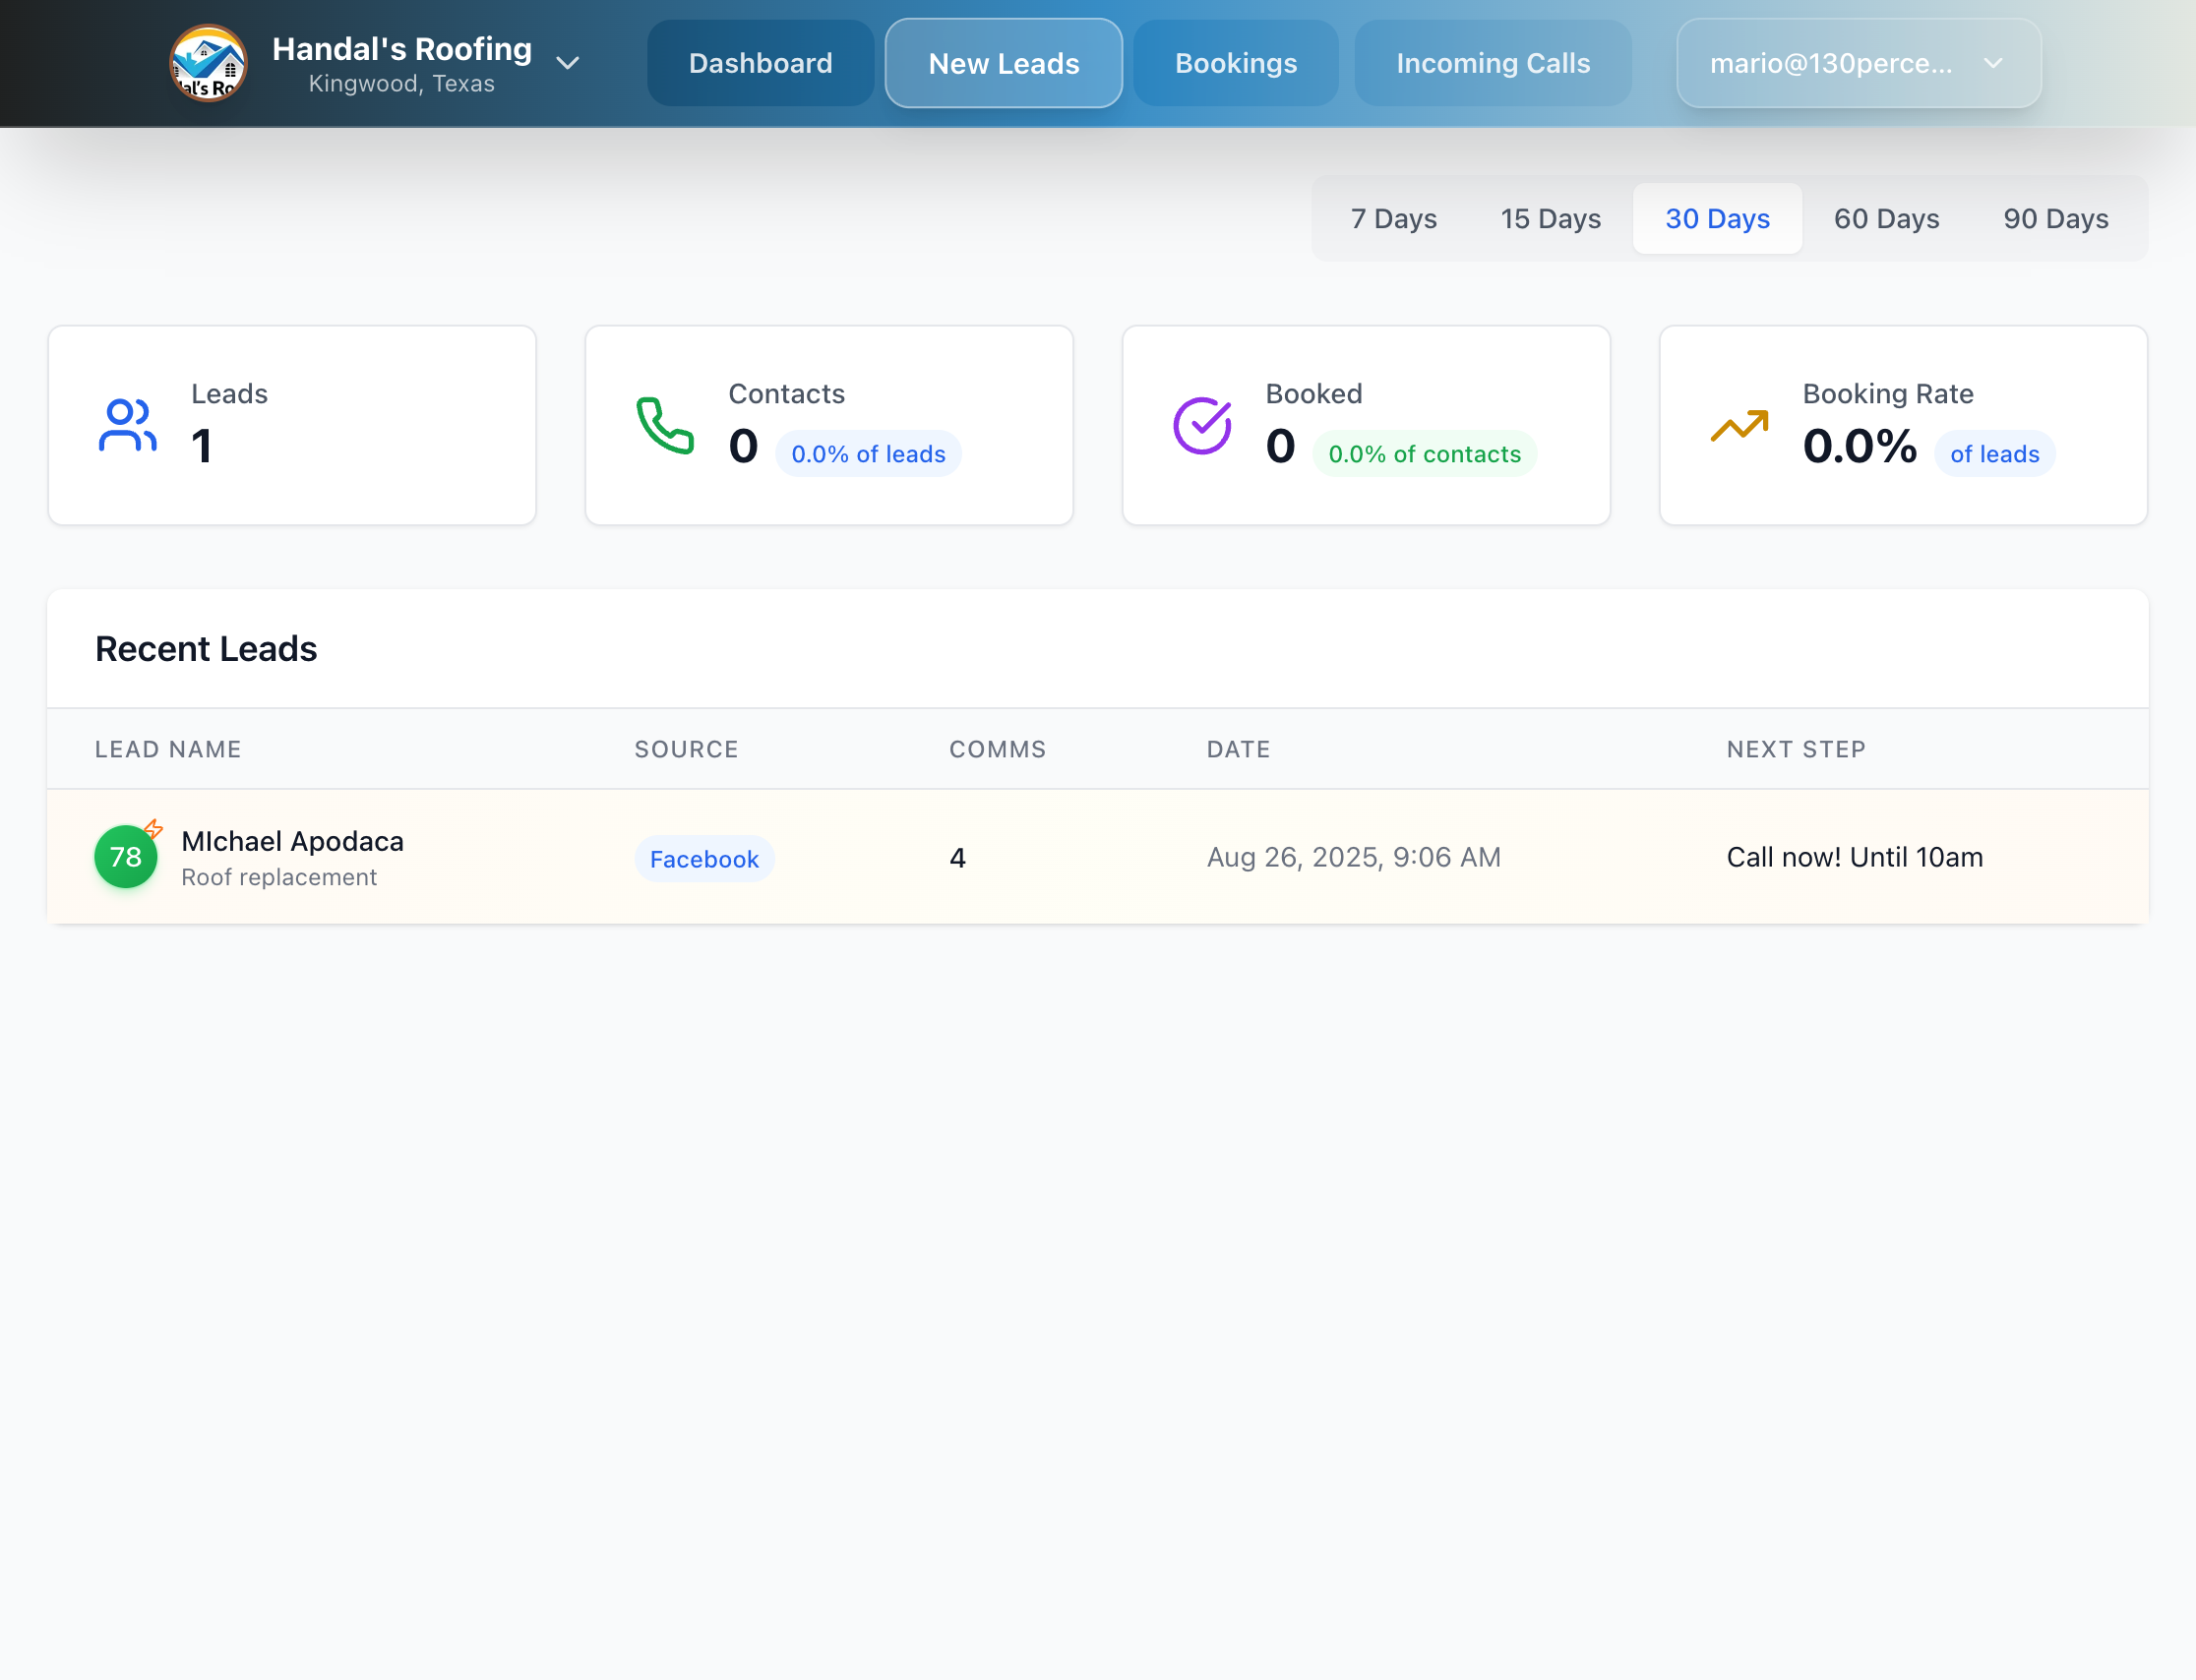 al's Ro
Handal's Roofing
Kingwood, Texas
Dashboard
New Leads
Bookings
Incoming Calls
mario@130perce...
7 Days
15 Days
30 Days
60 Days
90 Days
Leads
1
Contacts
0
0.0% of leads
Booked
0
0.0% of contacts
Booking Rate
0.0%
of leads
Recent Leads
LEAD NAME
SOURCE
COMMS
DATE
NEXT STEP
78
MIchael Apodaca
Roof replacement
Facebook
4
Aug 26, 2025, 9:06 AM
Call now! Until 10am